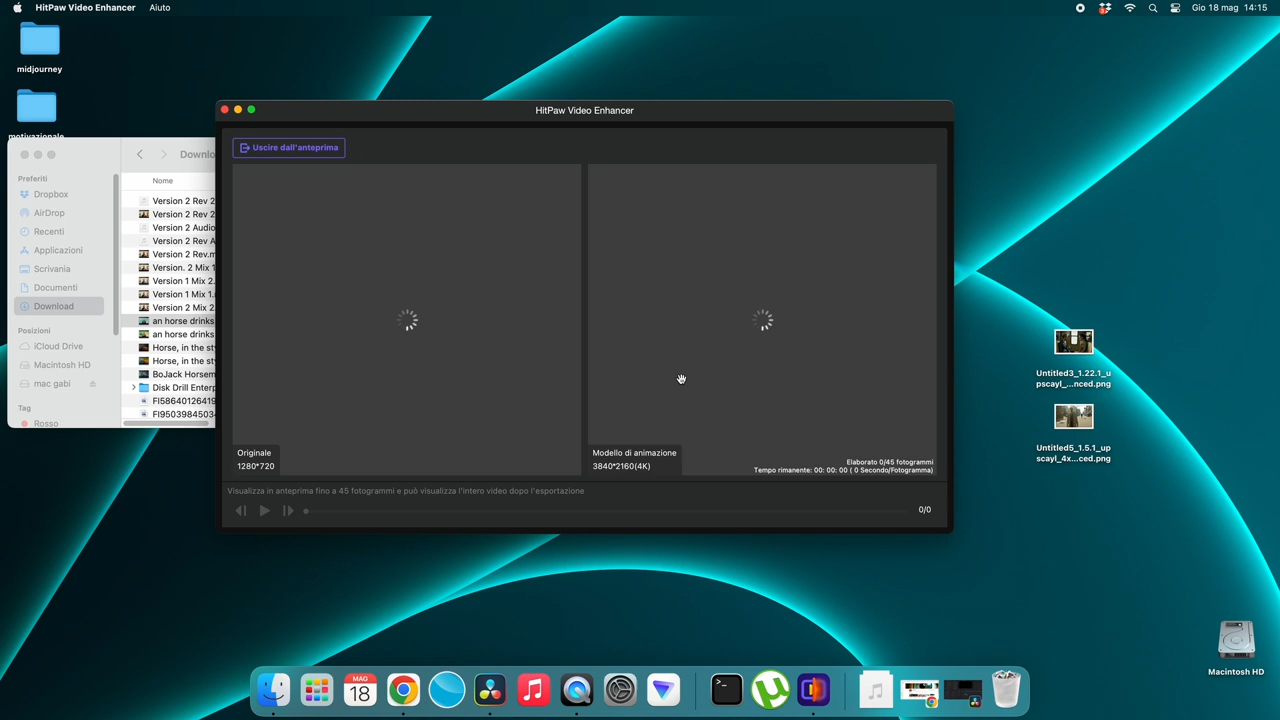 HitPaw Video Enhancer
Aiuto
Gio 18 mag 14:15
midjourney
motivazionale
HitPaw Video Enhancer
Uscire dall'anteprima
Downlo
Preferiti
Dropbox
AirDrop
Recenti
Applicazioni
Scrivania
Documenti
Download
Posizioni
iCloud Drive
Macintosh HD
mac gabi
Tag
Rosso
Nome
Version 2 Rev 2
Version 2 Rev 2
Version 2 Audio
Version 2 Rev A
Version 2 Rev.m
Version. 2 Mix 1
Version 1 Mix 2.
Version 1 Mix 1.
Version 2 Mix 2
an horse drinks
an horse drinks
Horse, in the st
Horse, in the st
BoJack Horsem
Disk Drill Enterp
FI5864012641
FI9503984503
Originale
1280*720
Modello di animazione
3840*2160(4K)
Elaborato 0/45 fotogrammi
Tempo rimanente: 00: 00: 00 ( 0 Secondo/Fotogramma)
Visualizza in anteprima fino a 45 fotogrammi e può visualizza l'intero video dopo l'esportazione
0/0
Untitled3_1.22.1_u
pscayl_...nced.png
Untitled5_1.5.1_up
scayl_4x...ced.png
Macintosh HD
MAG
18